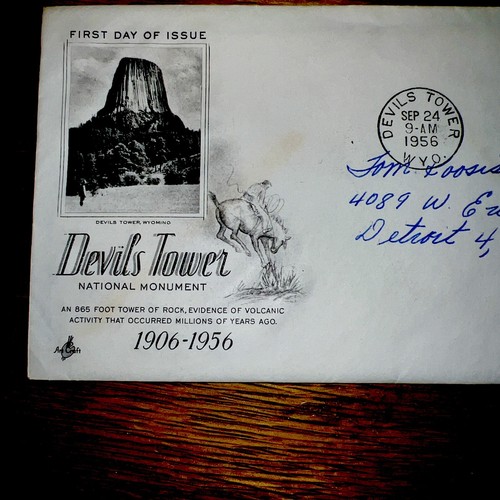 FIRST DAY OF ISSUE
DEVILS TOWER, WYOMING
Devils Tower
NATIONAL MONUMENT
AN 865 FOOT TOWER OF ROCK, EVIDENCE OF VOLCANIC
ACTIVITY THAT OCCURRED MILLIONS OF YEARS AGO.
1906-1956
Art Craft
DEVILS TOWER
SEP 24
9-AM
1956
WYO.
Tom
4089 W.
Detroit 4,